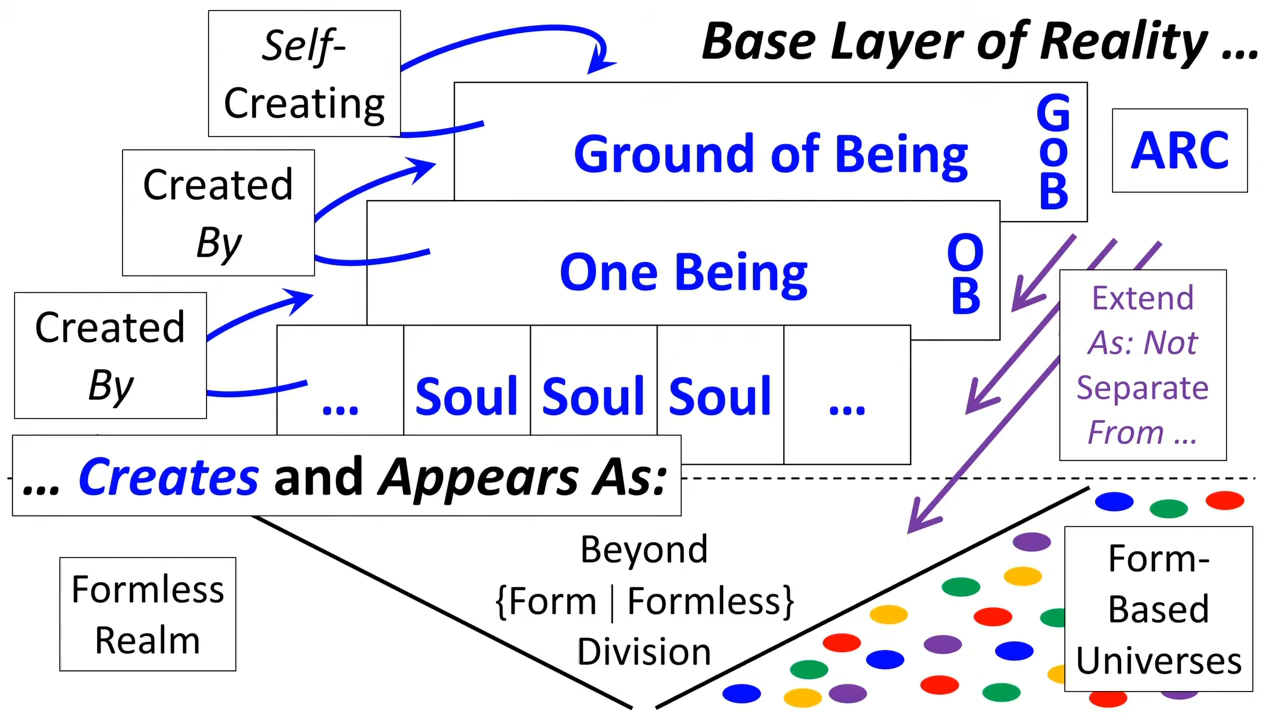 Base Layer of Reality ...
Self-
Creating
Ground of Being
G
o
B
ARC
Created
By
One Being
O
B
Created
By
...
Soul
Soul
Soul
...
Extend
As: Not
Separate
From ...
... Creates and Appears As:
Formless
Realm
Beyond
{Form | Formless}
Division
Form-
Based
Universes